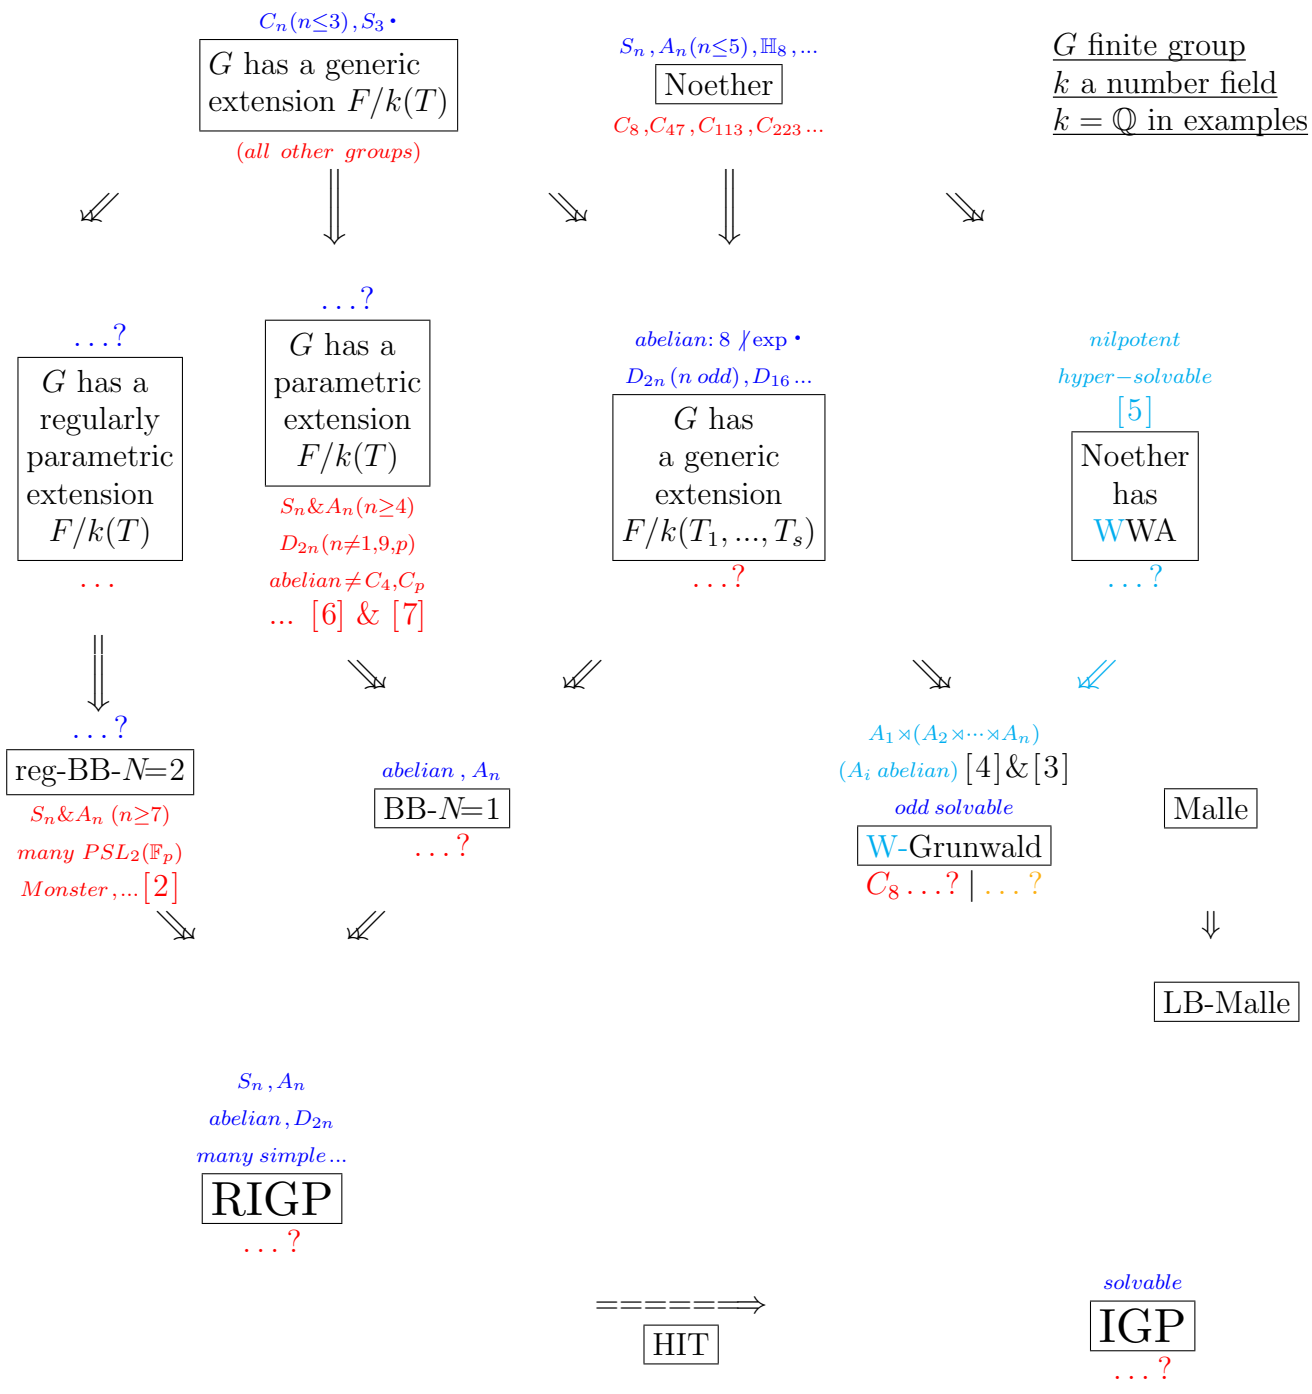 C_n(n≤3), S_3 •
G has a generic
extension F/k(T)
(all other groups)
S_n, A_n(n≤5), ℍ_8, ...
Noether
C_8, C_47, C_113, C_223 ...
G finite group
k a number field
k = ℚ in examples
⇙ ⇓ ⇘ ⇓ ⇘
...?
G has a
regularly
parametric
extension
F/k(T)
...
...?
G has a
parametric
extension
F/k(T)
S_n&A_n(n≥4)
D_2n(n≠1,9,p)
abelian≠C_4,C_p
... [6] & [7]
abelian: 8 ∤ exp •
D_2n(n odd), D_16 ...
G has
a generic
extension
F/k(T_1, ..., T_s)
...?
nilpotent
hyper−solvable
[5]
Noether
has
WWA
...?
⇓ ⇘ ⇙ ⇘ ⇙
...?
reg-BB-N=2
S_n&A_n (n≥7)
many PSL_2(𝔽_p)
Monster, ... [2]
abelian, A_n
BB-N=1
...?
A_1⋊(A_2⋊···⋊A_n)
(A_i abelian) [4]&[3]
odd solvable
W-Grunwald
C_8 ...? | ...?
Malle
⇘ ⇙ ⇓
LB-Malle
S_n, A_n
abelian, D_2n
many simple...
RIGP
...?
======⇒
HIT
solvable
IGP
...?